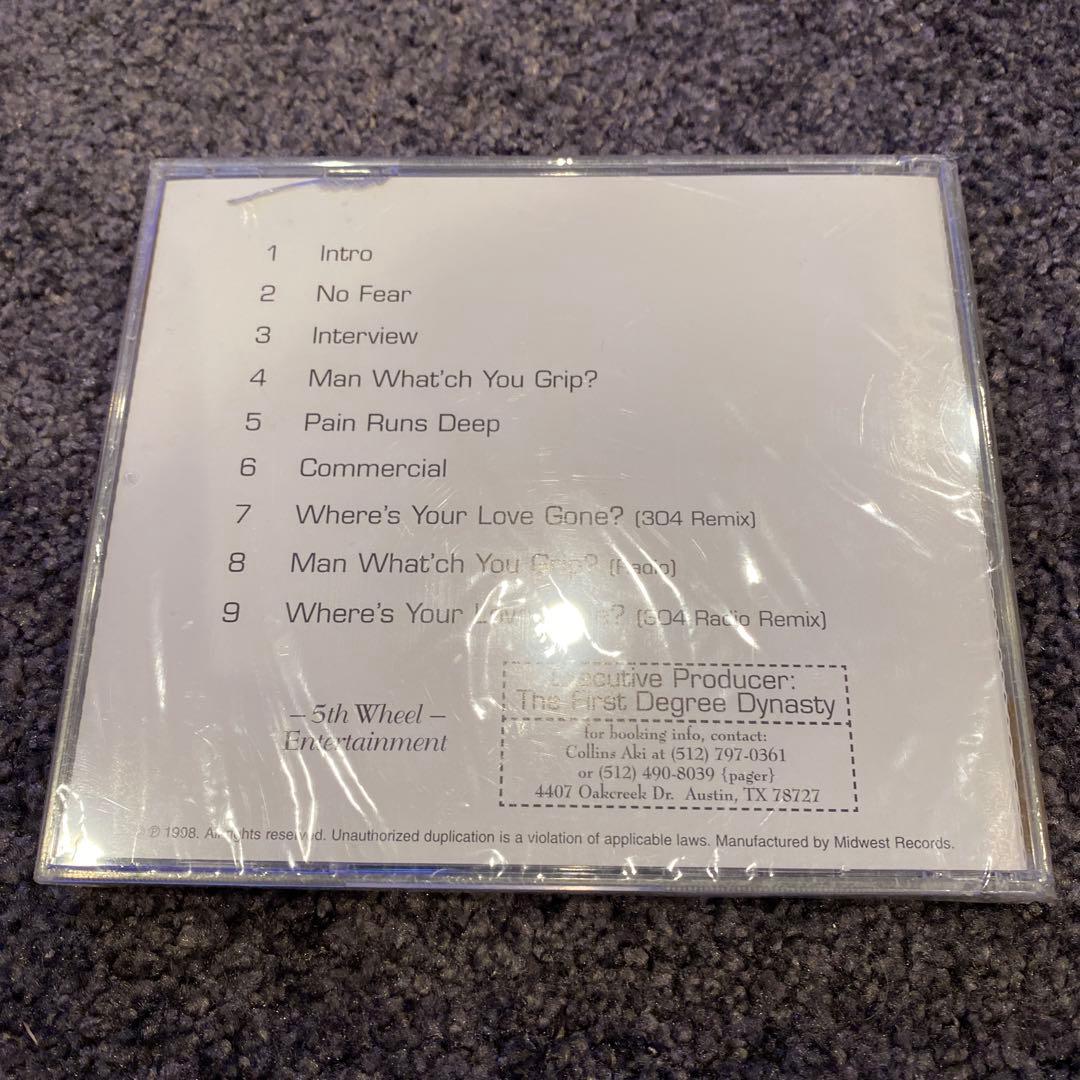 1 Intro
2 No Fear
3 Interview
4 Man What'ch You Grip?
5 Pain Runs Deep
6 Commercial
7 Where's Your Love Gone? (304 Remix)
8 Man What'ch You Grip? (Radio)
9 Where's Your Love Gone? (304 Radio Remix)
– 5th Wheel –
Entertainment
Executive Producer:
The First Degree Dynasty
for booking info, contact:
Collins Aki at (512) 797-0361
or (512) 490-8039 {pager}
4407 Oakcreek Dr. Austin, TX 78727
℗ 1998. All rights reserved. Unauthorized duplication is a violation of applicable laws. Manufactured by Midwest Records.